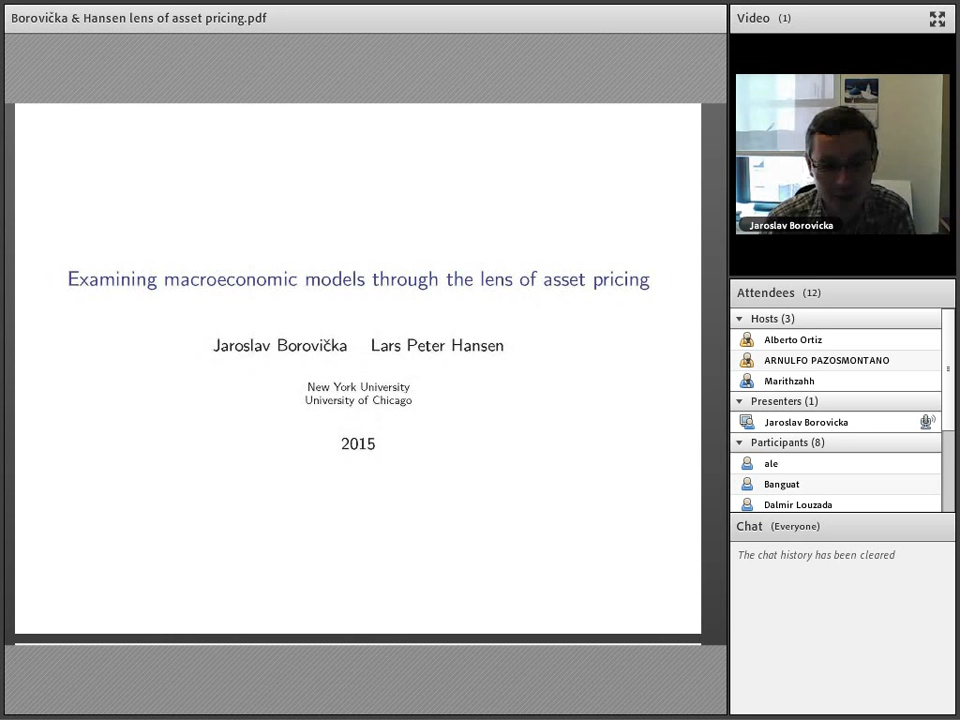 Borovička & Hansen lens of asset pricing.pdf
Examining macroeconomic models through the lens of asset pricing
Jaroslav Borovička Lars Peter Hansen
New York University
University of Chicago
2015
Video (1)
Jaroslav Borovicka
Attendees (12)
Hosts (3)
Alberto Ortiz
ARNULFO PAZOSMONTANO
Marithzahh
Presenters (1)
Jaroslav Borovicka
Participants (8)
ale
Banguat
Dalmir Louzada
Chat (Everyone)
The chat history has been cleared